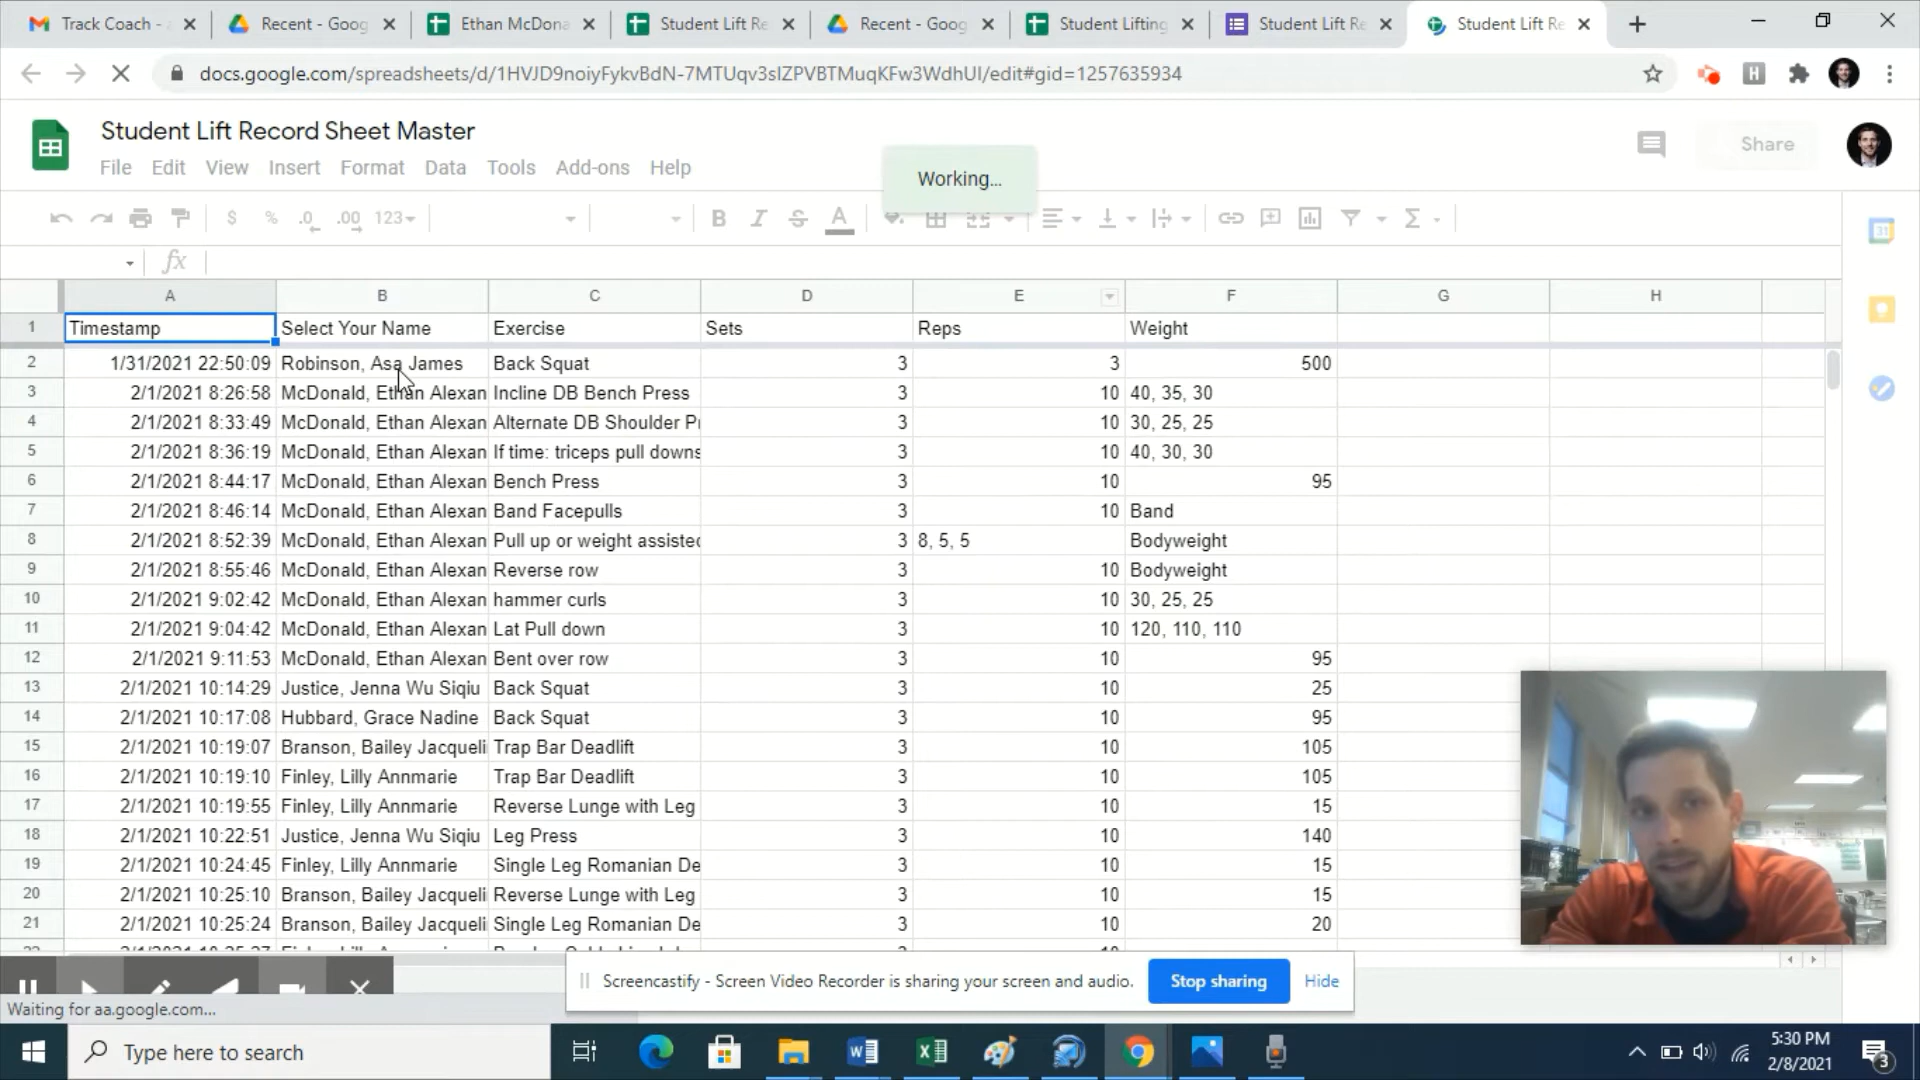 Track Coach -
Recent - Goog
Ethan McDona
Student Lift Re
Recent - Goog
Student Lifting
Student Lift Re
Student Lift Re
docs.google.com/spreadsheets/d/1HVJD9noiyFykvBdN-7MTUqv3sIZPVBTMuqKFw3WdhUI/edit#gid=1257635934
Student Lift Record Sheet Master
File Edit View Insert Format Data Tools Add-ons Help
Working...
Share
$ % .0 .00 123 B I S A Σ
31
fx
A B C D E F G H
1 Timestamp Select Your Name Exercise Sets Reps Weight
2 1/31/2021 22:50:09 Robinson, Asa James Back Squat 3 3 500
3 2/1/2021 8:26:58 McDonald, Ethan Alexan Incline DB Bench Press 3 10 40, 35, 30
4 2/1/2021 8:33:49 McDonald, Ethan Alexan Alternate DB Shoulder Pr 3 10 30, 25, 25
5 2/1/2021 8:36:19 McDonald, Ethan Alexan If time: triceps pull downs 3 10 40, 30, 30
6 2/1/2021 8:44:17 McDonald, Ethan Alexan Bench Press 3 10 95
7 2/1/2021 8:46:14 McDonald, Ethan Alexan Band Facepulls 3 10 Band
8 2/1/2021 8:52:39 McDonald, Ethan Alexan Pull up or weight assisted 3 8, 5, 5 Bodyweight
9 2/1/2021 8:55:46 McDonald, Ethan Alexan Reverse row 3 10 Bodyweight
10 2/1/2021 9:02:42 McDonald, Ethan Alexan hammer curls 3 10 30, 25, 25
11 2/1/2021 9:04:42 McDonald, Ethan Alexan Lat Pull down 3 10 120, 110, 110
12 2/1/2021 9:11:53 McDonald, Ethan Alexan Bent over row 3 10 95
13 2/1/2021 10:14:29 Justice, Jenna Wu Siqiu Back Squat 3 10 25
14 2/1/2021 10:17:08 Hubbard, Grace Nadine Back Squat 3 10 95
15 2/1/2021 10:19:07 Branson, Bailey Jacqueli Trap Bar Deadlift 3 10 105
16 2/1/2021 10:19:10 Finley, Lilly Annmarie Trap Bar Deadlift 3 10 105
17 2/1/2021 10:19:55 Finley, Lilly Annmarie Reverse Lunge with Leg 3 10 15
18 2/1/2021 10:22:51 Justice, Jenna Wu Siqiu Leg Press 3 10 140
19 2/1/2021 10:24:45 Finley, Lilly Annmarie Single Leg Romanian De 3 10 15
20 2/1/2021 10:25:10 Branson, Bailey Jacqueli Reverse Lunge with Leg 3 10 15
21 2/1/2021 10:25:24 Branson, Bailey Jacqueli Single Leg Romanian De 3 10 20
Screencastify - Screen Video Recorder is sharing your screen and audio. Stop sharing Hide
Waiting for aa.google.com...
Type here to search
5:30 PM
2/8/2021
3